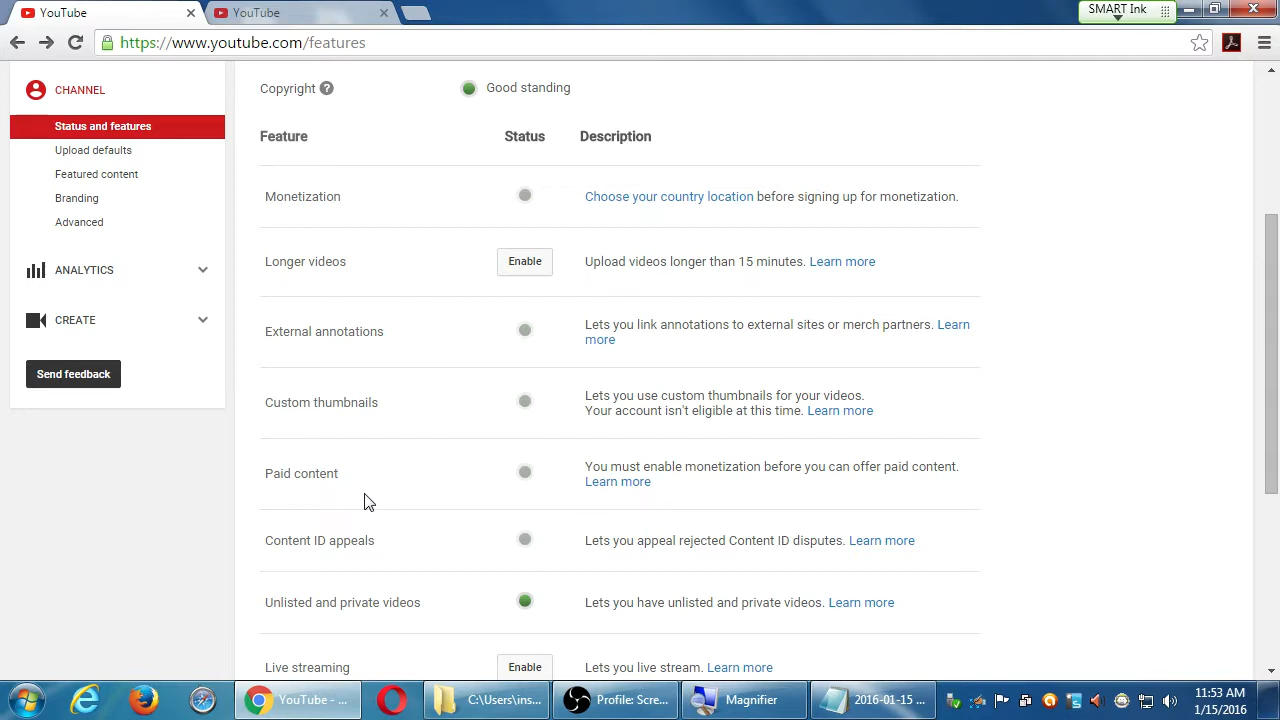 YouTube
YouTube
SMART Ink
https://www.youtube.com/features
CHANNEL
Status and features
Upload defaults
Featured content
Branding
Advanced
ANALYTICS
CREATE
Send feedback
Copyright ?
Good standing
Feature Status Description
Monetization
Choose your country location before signing up for monetization.
Longer videos
Enable
Upload videos longer than 15 minutes. Learn more
External annotations
Lets you link annotations to external sites or merch partners. Learn
more
Custom thumbnails
Lets you use custom thumbnails for your videos.
Your account isn't eligible at this time. Learn more
Paid content
You must enable monetization before you can offer paid content.
Learn more
Content ID appeals
Lets you appeal rejected Content ID disputes. Learn more
Unlisted and private videos
Lets you have unlisted and private videos. Learn more
Live streaming
Enable
Lets you live stream. Learn more
YouTube - ...
C:\Users\ins...
Profile: Scre...
Magnifier
2016-01-15 ...
11:53 AM
1/15/2016